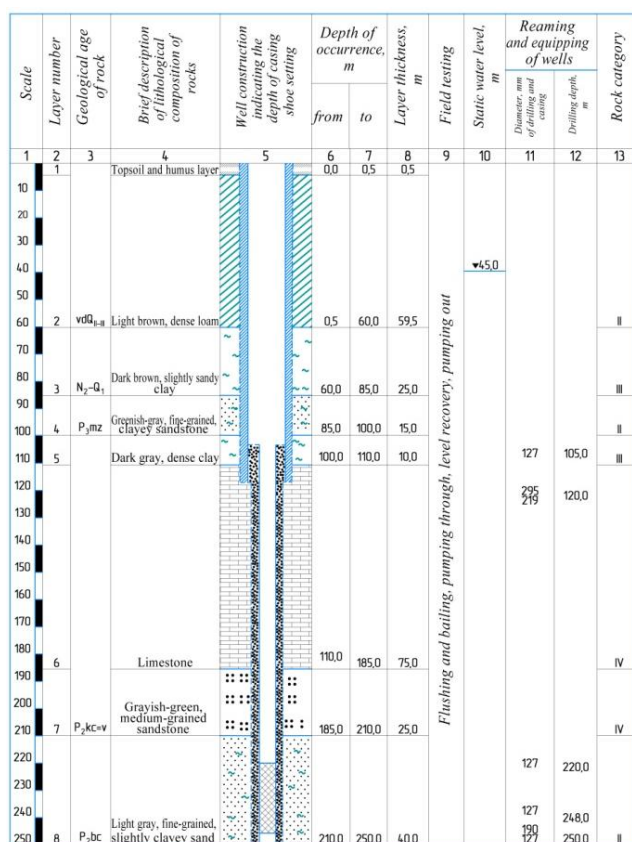 Scale
Layer number
Geological age
of rock
Brief description
of lithological
composition of
rocks
Well construction
indicating the
depth of casing
shoe setting
Depth of
occurrence,
m
from
to
Layer thickness,
m
Field testing
Static water level,
m
Reaming
and equipping
of wells
Diameter, mm
of drilling and
casing
Drilling depth,
m
Rock category
1 2 3 4 5 6 7 8 9 10 11 12 13
1 Topsoil and humus layer 0,0 0,5 0,5
10
20
30
40
▼45,0
50
60 2 vdQII-III Light brown, dense loam 0,5 60,0 59,5 II
70
80
Dark brown, slightly sandy
3 N2-Q1 clay 60,0 85,0 25,0 III
90
Greenish-gray, fine-grained,
100 4 P3mz clayey sandstone 85,0 100,0 15,0 II
110 5 Dark gray, dense clay 100,0 110,0 10,0 127 105,0 III
120
295
219 120,0
130
140
150
160
170
180
110,0
6 Limestone 185,0 75,0 IV
190
200
Grayish-green,
medium-grained
210 7 P2kc+v sandstone 185,0 210,0 25,0 IV
Flushing and bailing, pumping through, level recovery, pumping out
220
127 220,0
230
240
127
248,0
Light gray, fine-grained,
190
250 8 P2bc slightly clayey sand 210,0 250,0 40,0 127 250,0 II